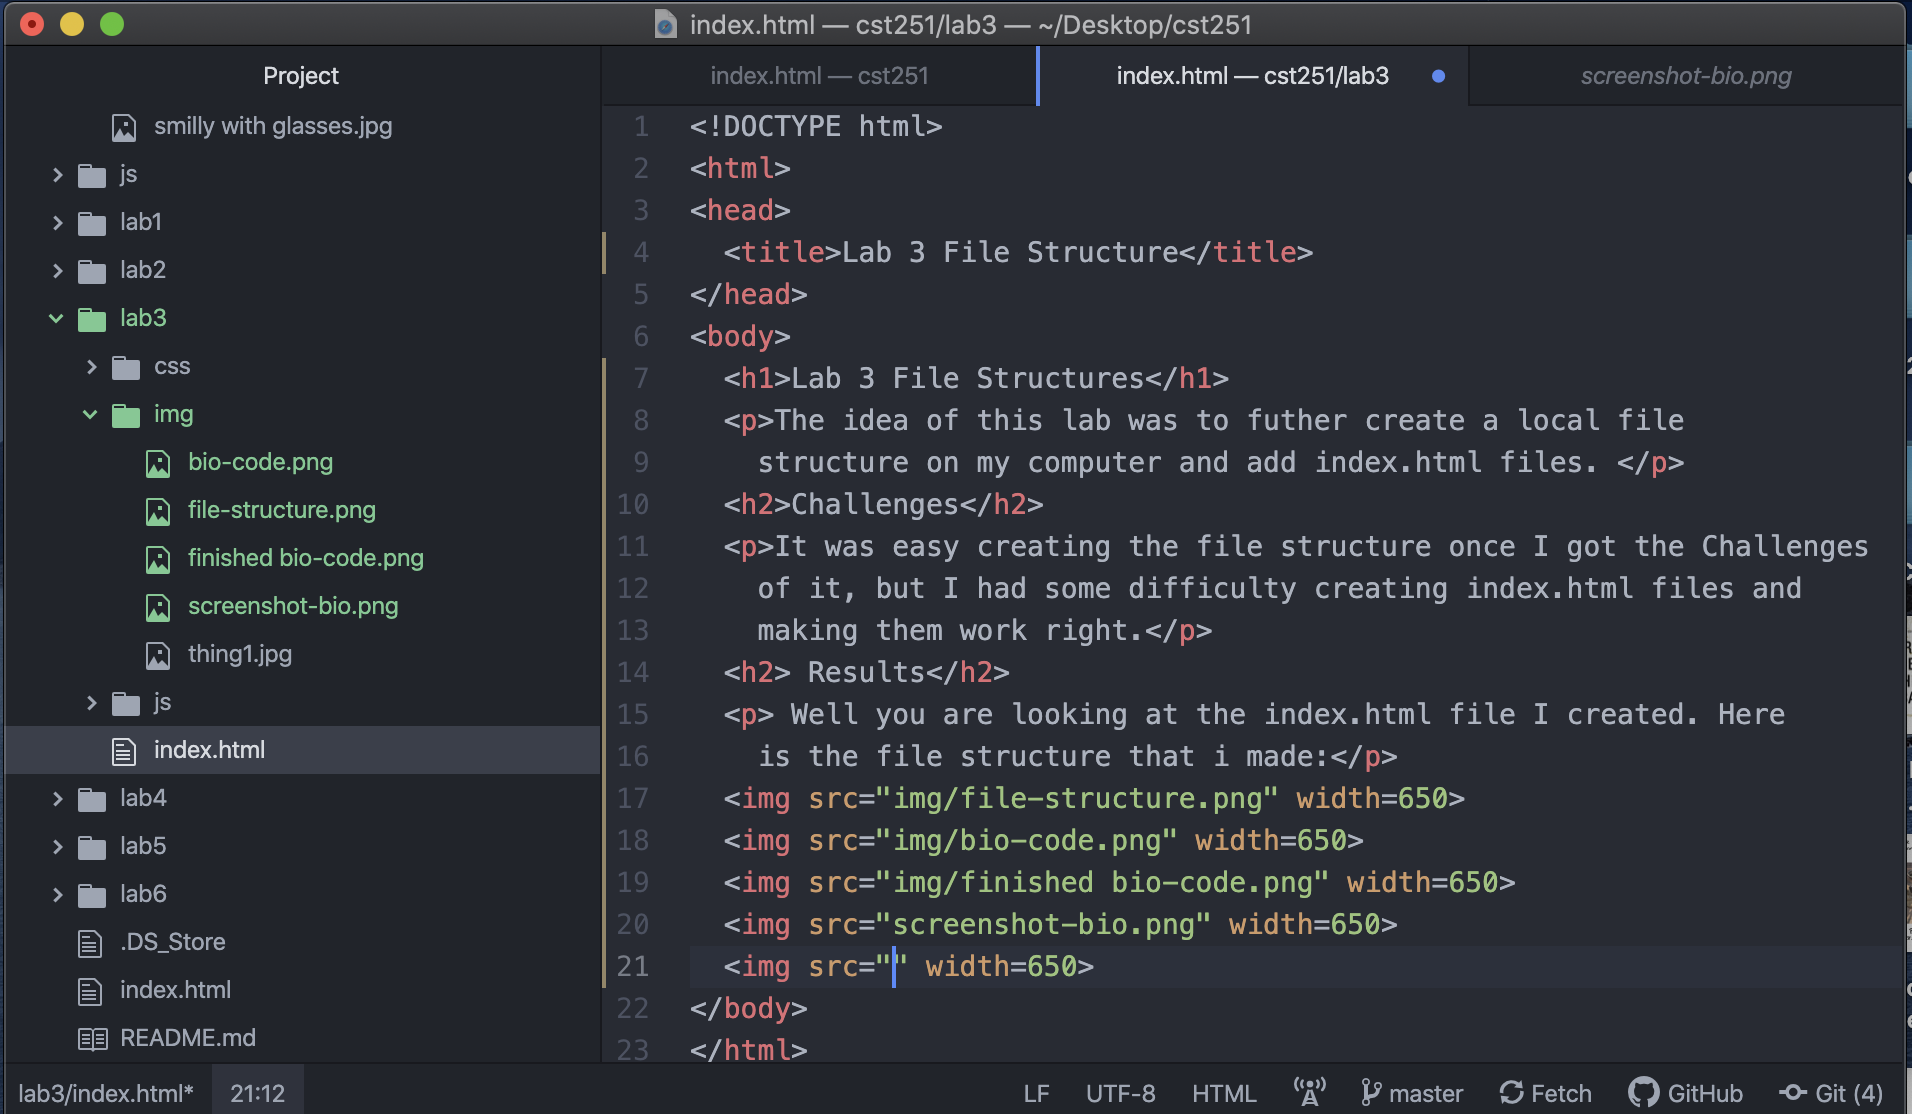 index.html — cst251/lab3 — ~/Desktop/cst251
Project
smilly with glasses.jpg
js
lab1
lab2
lab3
css
img
bio-code.png
file-structure.png
finished bio-code.png
screenshot-bio.png
thing1.jpg
js
index.html
lab4
lab5
lab6
.DS_Store
index.html
README.md
index.html — cst251
index.html — cst251/lab3
screenshot-bio.png
1 <!DOCTYPE html>
2 <html>
3 <head>
4 <title>Lab 3 File Structure</title>
5 </head>
6 <body>
7 <h1>Lab 3 File Structures</h1>
8 <p>The idea of this lab was to futher create a local file
9 structure on my computer and add index.html files. </p>
10 <h2>Challenges</h2>
11 <p>It was easy creating the file structure once I got the Challenges
12 of it, but I had some difficulty creating index.html files and
13 making them work right.</p>
14 <h2> Results</h2>
15 <p> Well you are looking at the index.html file I created. Here
16 is the file structure that i made:</p>
17 <img src="img/file-structure.png" width=650>
18 <img src="img/bio-code.png" width=650>
19 <img src="img/finished bio-code.png" width=650>
20 <img src="screenshot-bio.png" width=650>
21 <img src="" width=650>
22 </body>
23 </html>
lab3/index.html* 21:12 LF UTF-8 HTML master Fetch GitHub Git (4)